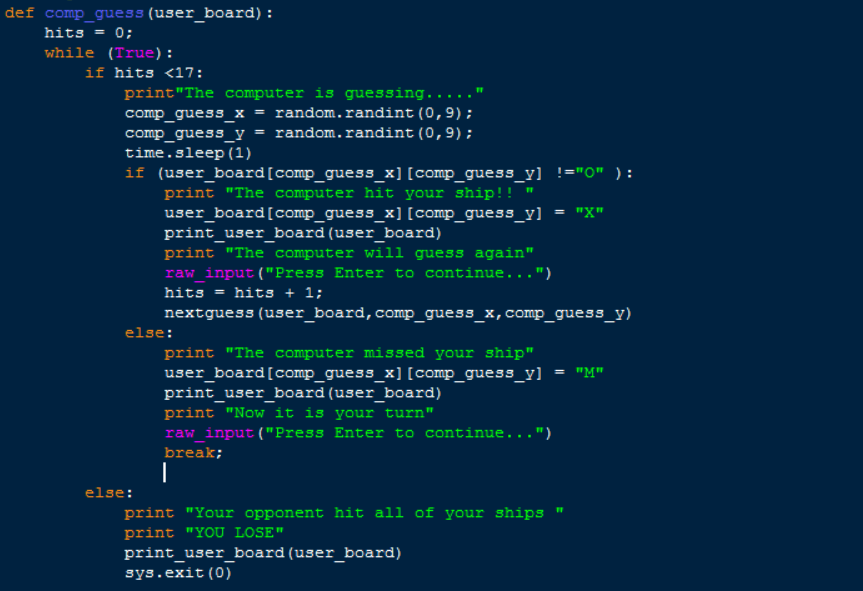 def comp_guess(user_board):
    hits = 0;
    while (True):
        if hits <17:
            print"The computer is guessing....."
            comp_guess_x = random.randint(0,9);
            comp_guess_y = random.randint(0,9);
            time.sleep(1)
            if (user_board[comp_guess_x][comp_guess_y] !="O" ):
                print "The computer hit your ship!! "
                user_board[comp_guess_x][comp_guess_y] = "X"
                print_user_board(user_board)
                print "The computer will guess again"
                raw_input("Press Enter to continue...")
                hits = hits + 1;
                nextguess(user_board,comp_guess_x,comp_guess_y)
            else:
                print "The computer missed your ship"
                user_board[comp_guess_x][comp_guess_y] = "M"
                print_user_board(user_board)
                print "Now it is your turn"
                raw_input("Press Enter to continue...")
                break;
        else:
            print "Your opponent hit all of your ships "
            print "YOU LOSE"
            print_user_board(user_board)
            sys.exit(0)